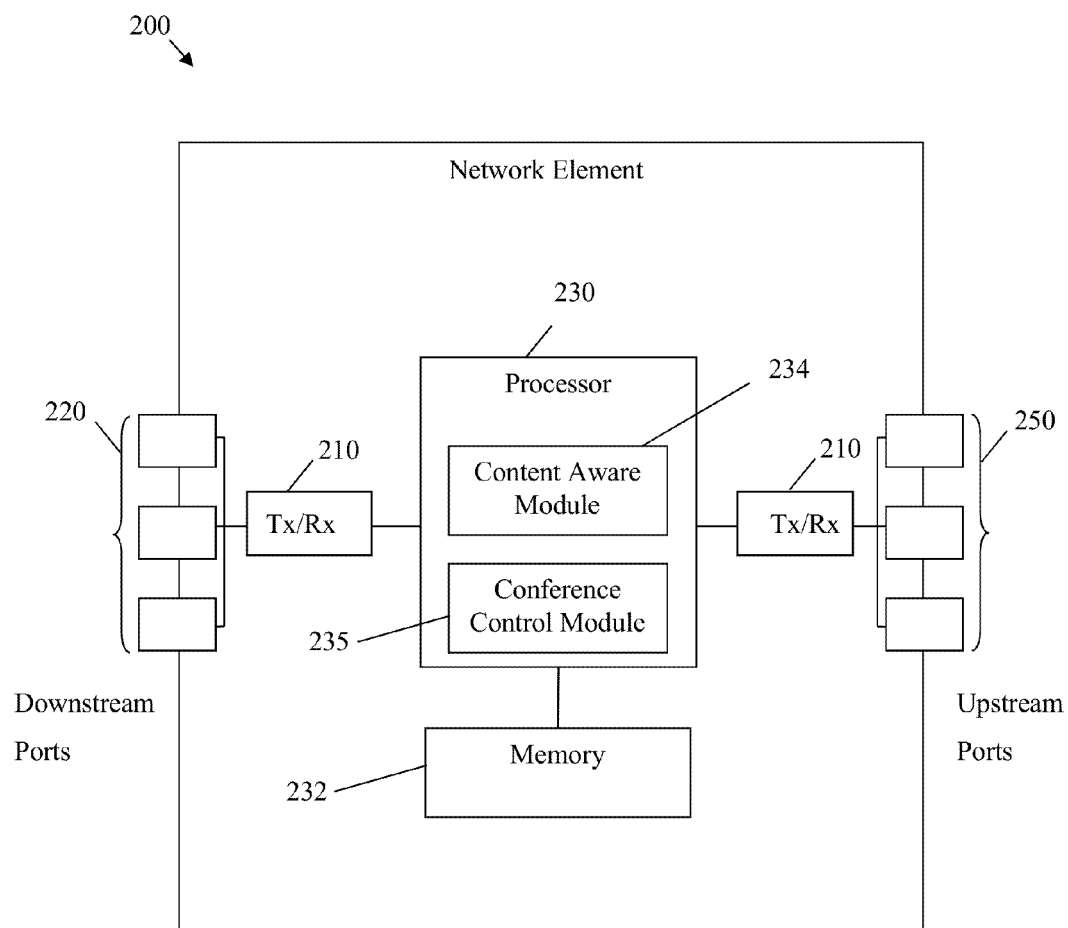 200
Network Element
230
Processor
234
220
250
210
210
Content Aware
Module
Tx/Rx
Tx/Rx
Conference
Control Module
235
Downstream
Ports
Upstream
Ports
Memory
232